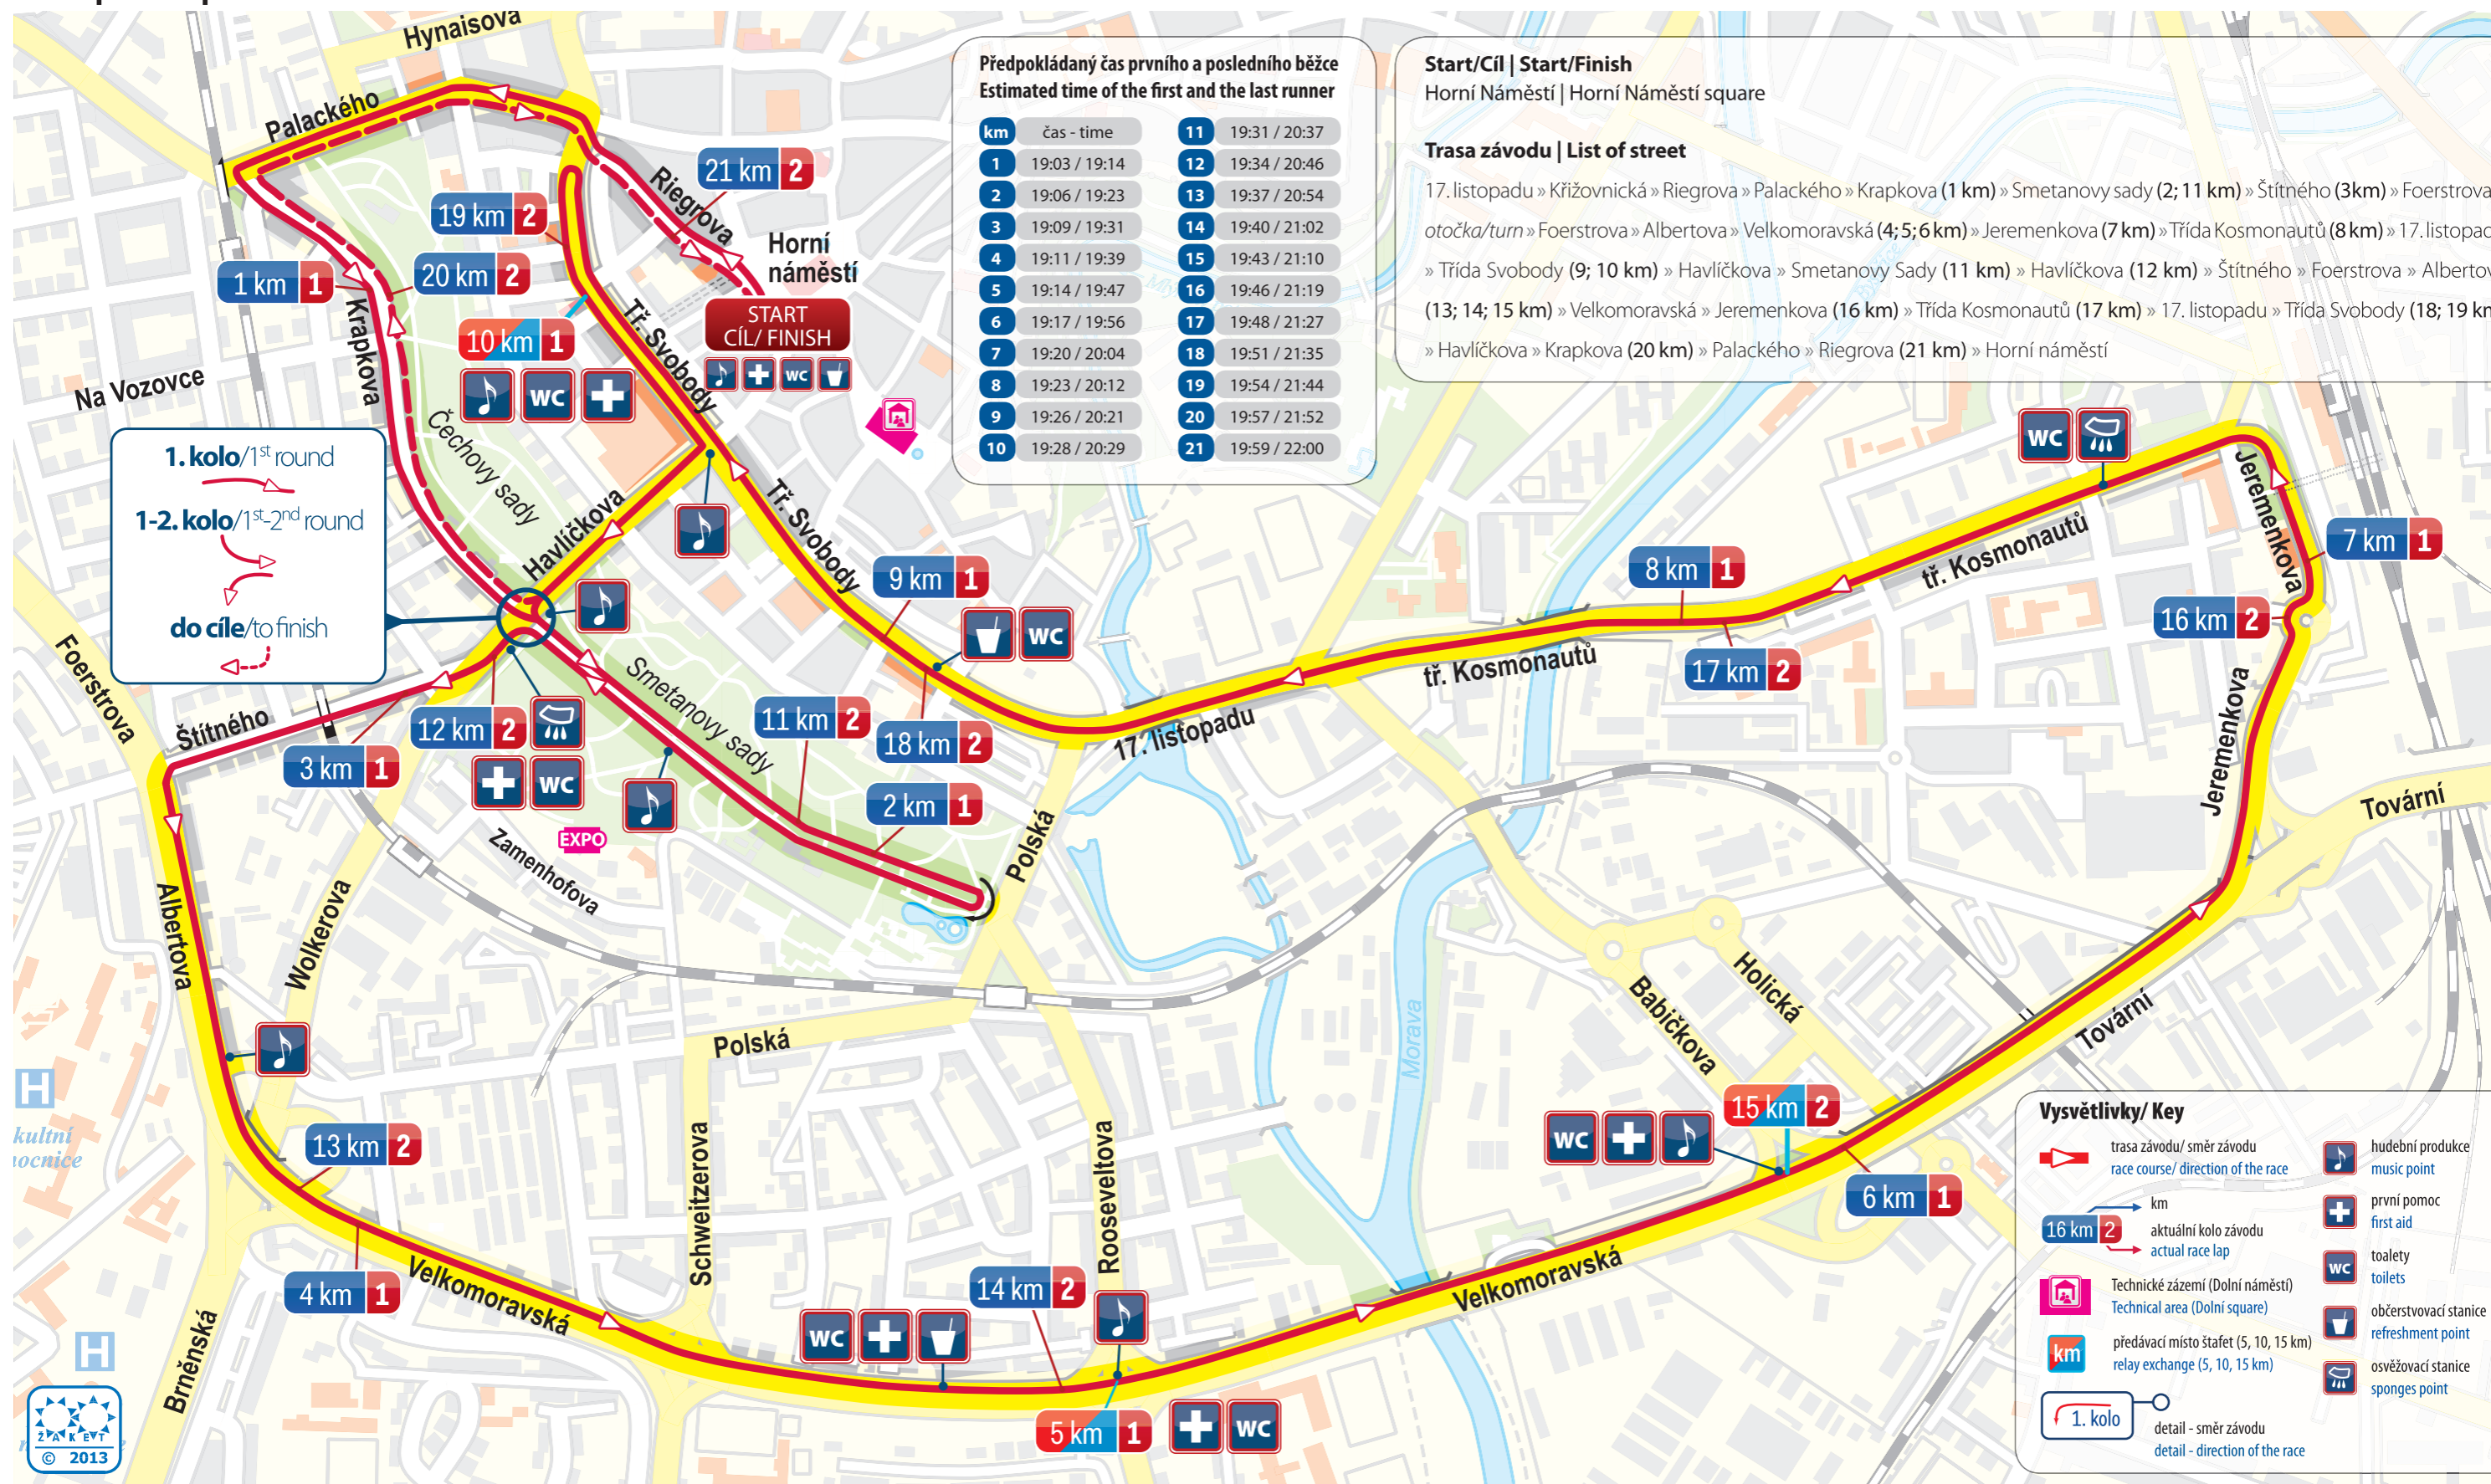 Hynaisova
Palackého
Předpokládaný čas prvního a posledního běžce
Estimated time of the first and the last runner
km čas - time
1 19:03 / 19:14
2 19:06 / 19:23
3 19:09 / 19:31
4 19:11 / 19:39
5 19:14 / 19:47
6 19:17 / 19:56
7 19:20 / 20:04
8 19:23 / 20:12
9 19:26 / 20:21
10 19:28 / 20:29
11 19:31 / 20:37
12 19:34 / 20:46
13 19:37 / 20:54
14 19:40 / 21:02
15 19:43 / 21:10
16 19:46 / 21:19
17 19:48 / 21:27
18 19:51 / 21:35
19 19:54 / 21:44
20 19:57 / 21:52
21 19:59 / 22:00
Start/Cíl | Start/Finish
Horní Náměstí | Horní Náměstí square
Trasa závodu | List of street
17. listopadu » Křižovnická » Riegrova » Palackého » Krapkova (1 km) » Smetanovy sady (2; 11 km) » Štítného (3km) » Foerstrova
otočka/turn » Foerstrova » Albertova » Velkomoravská (4; 5; 6 km) » Jeremenkova (7 km) » Třída Kosmonautů (8 km) » 17. listopad
» Třída Svobody (9; 10 km) » Havlíčkova » Smetanovy Sady (11 km) » Havlíčkova (12 km) » Štítného » Foerstrova » Albertov
(13; 14; 15 km) » Velkomoravská » Jeremenkova (16 km) » Třída Kosmonautů (17 km) » 17. listopadu » Třída Svobody (18; 19 km
» Havlíčkova » Krapkova (20 km) » Palackého » Riegrova (21 km) » Horní náměstí
21 km 2
Riegrova
19 km 2
Horní
náměstí
1 km 1
20 km 2
Krapkova
10 km 1
WC
Tř. Svobody
START
CÍL/ FINISH
WC
Na Vozovce
Čechovy sady
1. kolo/1st round
1-2. kolo/1st-2nd round
do cíle/to finish
Havlíčkova
Tř. Svobody
WC
Jeremenkova
tř. Kosmonautů
7 km 1
8 km 1
9 km 1
WC
16 km 2
17 km 2
tř. Kosmonautů
Foerstrova
Štítného
Smetanovy sady
11 km 2
18 km 2
17. listopadu
12 km 2
3 km 1
WC
2 km 1
Jeremenkova
Tovární
EXPO
Zamenhofova
Polská
Albertova
Wolkerova
Holická
Babičkova
Morava
Tovární
Polská
H
kultní
ocnice
13 km 2
Schweitzerova
Rooseveltova
15 km 2
WC
6 km 1
4 km 1
Velkomoravská
14 km 2
Velkomoravská
WC
Brněnská
H
5 km 1
WC
ŽAKET
© 2013
Vysvětlivky/ Key
trasa závodu/ směr závodu
race course/ direction of the race
km
16 km 2
aktuální kolo závodu
actual race lap
Technické zázemí (Dolní náměstí)
Technical area (Dolní square)
km
předávací místo štafet (5, 10, 15 km)
relay exchange (5, 10, 15 km)
1. kolo
detail - směr závodu
detail - direction of the race
hudební produkce
music point
první pomoc
first aid
WC
toalety
toilets
občerstvovací stanice
refreshment point
osvěžovací stanice
sponges point